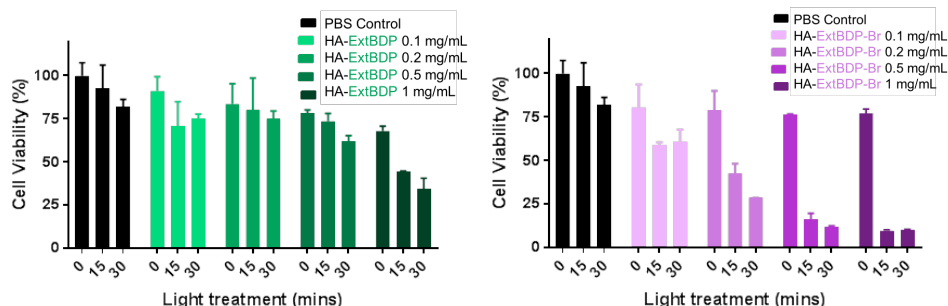 PBS Control
HA-ExtBDP 0.1 mg/mL
HA-ExtBDP 0.2 mg/mL
HA-ExtBDP 0.5 mg/mL
HA-ExtBDP 1 mg/mL
Cell Viability (%)
100
75
50
25
0
0 15 30 0 15 30 0 15 30 0 15 30 0 15 30
Light treatment (mins)
PBS Control
HA-ExtBDP-Br 0.1 mg/mL
HA-ExtBDP-Br 0.2 mg/mL
HA-ExtBDP-Br 0.5 mg/mL
HA-ExtBDP-Br 1 mg/mL
Cell Viability (%)
100
75
50
25
0
0 15 30 0 15 30 0 15 30 0 15 30 0 15 30
Light treatment (mins)